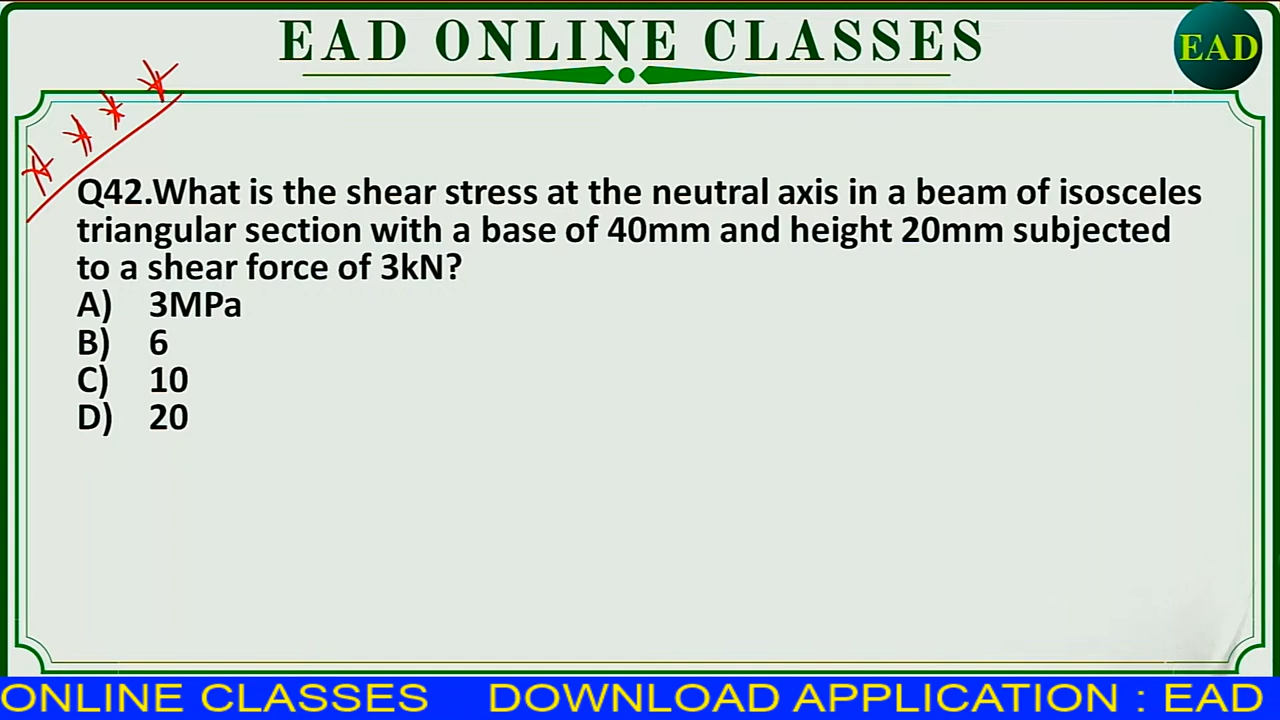 EAD ONLINE CLASSES
EAD
Q42.What is the shear stress at the neutral axis in a beam of isosceles
triangular section with a base of 40mm and height 20mm subjected
to a shear force of 3kN?
A) 3MPa
B) 6
C) 10
D) 20
ONLINE CLASSES DOWNLOAD APPLICATION : EAD